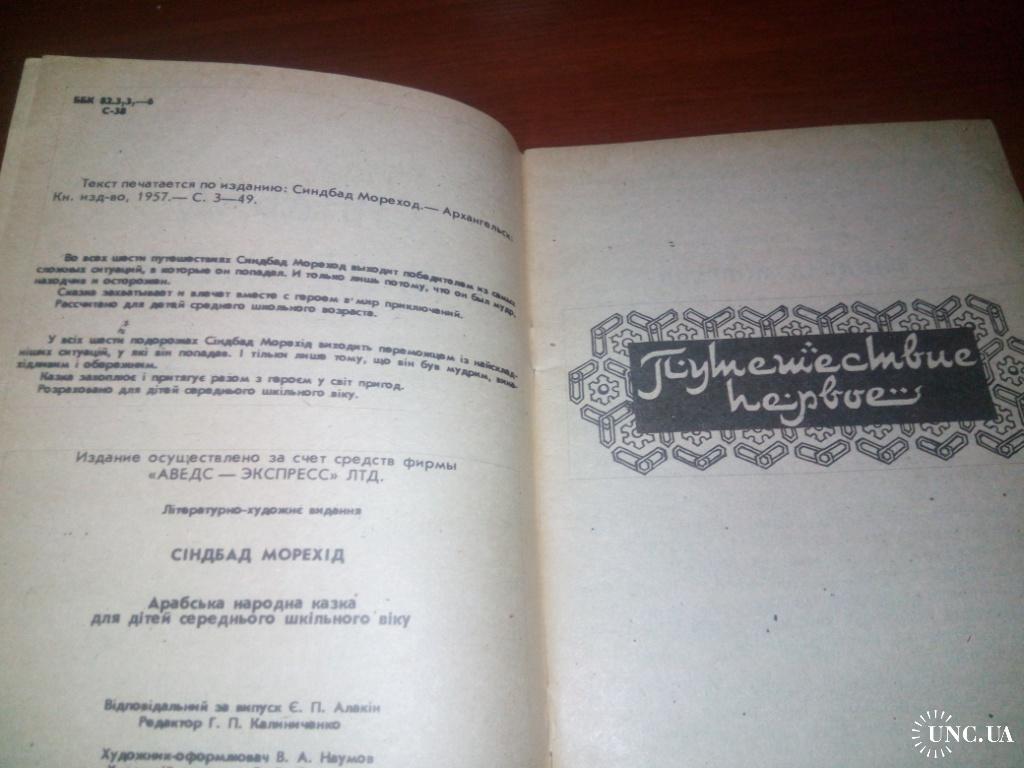 ББК 82.3,3,—6
С-38
Текст печатается по изданию: Синдбад Мореход.— Архангельск:
Кн. изд-во, 1957.— С. 3—49.
Во всех шести путешествиях Синдбад Мореход выходит победителем из самых
сложных ситуаций, в которые он попадал. И только лишь потому, что он был мудр,
находчив и осторожен.
Сказка захватывает и влечет вместе с героем в мир приключений.
Рассчитано для детей среднего школьного возраста.
У всіх шести подорожах Сіндбад Морехід виходить переможцем із найсклад-
ніших ситуацій, у які він попадав. І тільки лише тому, що він був мудрим, вина-
хідливим і обережним.
Казка захоплює і притягує разом з героєм у світ пригод.
Розраховано для дітей середнього шкільного віку.
Издание осуществлено за счет средств фирмы
«АВЕДС — ЭКСПРЕСС» ЛТД.
Літературно-художнє видання
СІНДБАД МОРЕХІД
Арабська народна казка
для дітей середнього шкільного віку
Відповідальний за випуск Є. П. Алакін
Редактор Г. П. Калиниченко
Художник-оформлювач В. А. Наумов
Путешествие
первое
UNC.UA